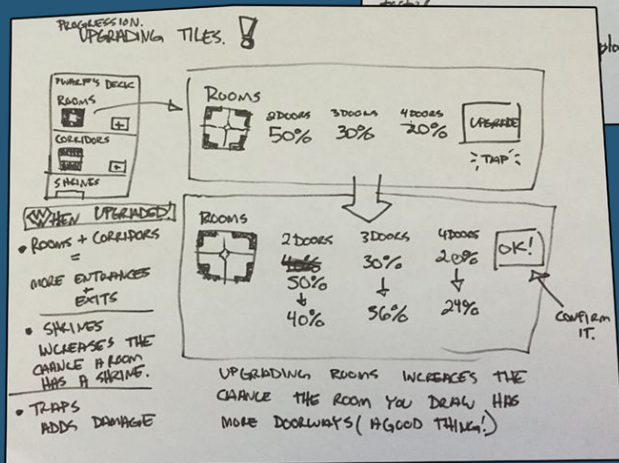 PROGRESSION.
UPGRADING TILES. !
DWARF'S DECK
ROOMS
+
CORRIDORS
+
SHRINES
ROOMS
2 DOORS 3 DOORS 4 DOORS
50% 30% 20%
UPGRADE
TAP
WHEN UPGRADED!
• ROOMS + CORRIDORS
=
MORE ENTRANCES
+
EXITS
• SHRINES
INCREASES THE
CHANCE A ROOM
HAS A SHRINE.
• TRAPS
ADDS DAMAGE
ROOMS
2 DOORS 3 DOORS 4 DOORS
50% 30% 20%
40% 36% 24%
OK!
CONFIRM
IT.
UPGRADING ROOMS INCREACES THE
CHANCE THE ROOM YOU DRAW HAS
MORE DOORWAYS (A GOOD THING!)